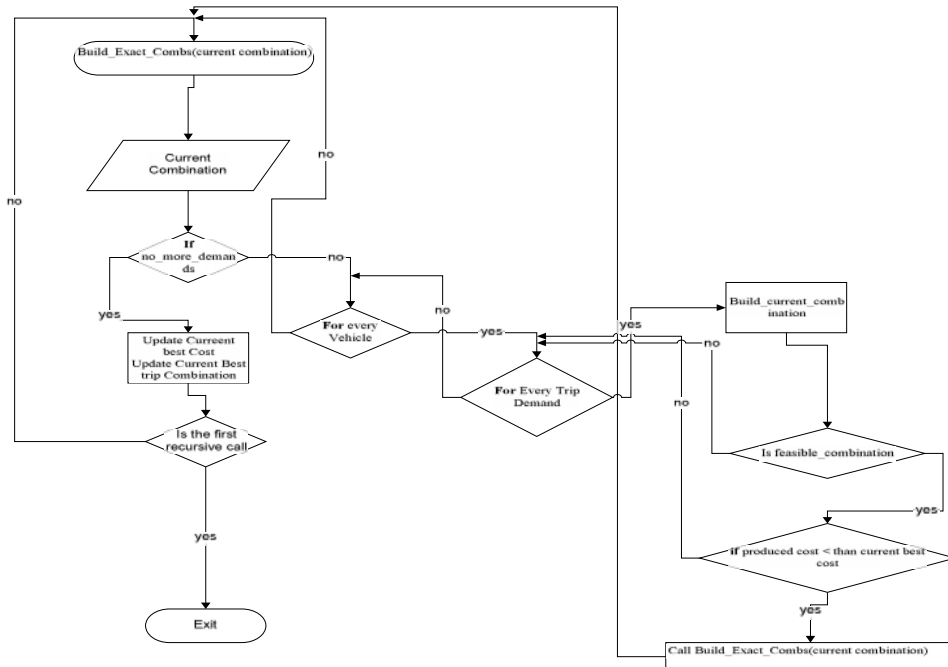 Build_Exact_Combs(current combination)
no
Current
Combination
no
If
no_more_deman
ds
no
yes
Build_current_comb
ination
no
For every
Vehicle
yes
yes
no
Update Curreent
best Cost
Update Current Best
trip Combination
For Every Trip
Demand
no
Is the first
recursive call
Is feasible_combination
yes
yes
if produced cost < than current best
cost
yes
Exit
Call Build_Exact_Combs(current combination)